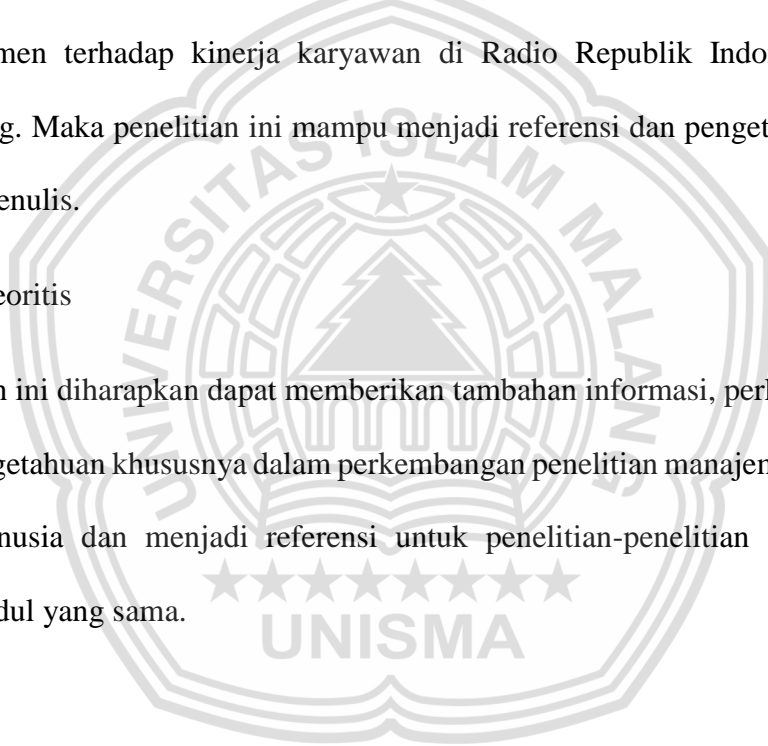 men terhadap kinerja karyawan di Radio Republik Indo
g. Maka penelitian ini mampu menjadi referensi dan penget
enulis.
eoritis
n ini diharapkan dapat memberikan tambahan informasi, perk
getahuan khususnya dalam perkembangan penelitian manajem
nusia dan menjadi referensi untuk penelitian-penelitian
dul yang sama.
UNIVERSITAS ISLAM MALANG
UNISMA